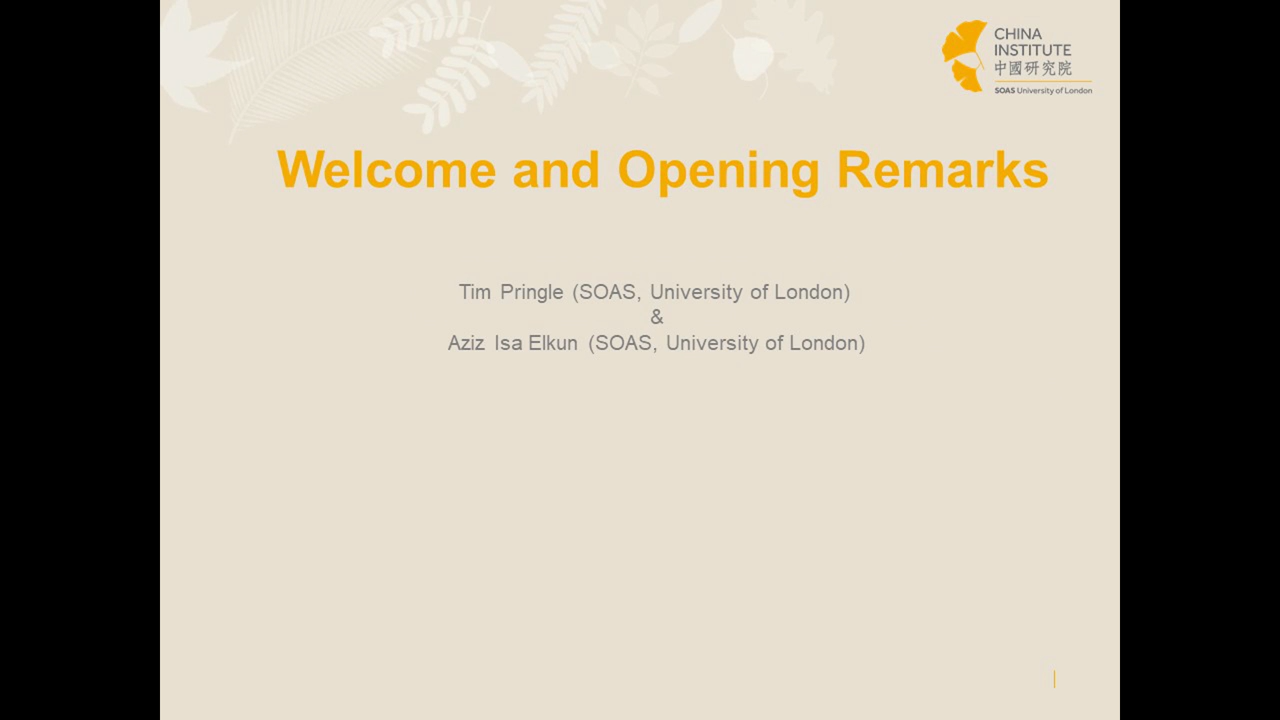 CHINA
INSTITUTE
中國研究院
SOAS University of London
Welcome and Opening Remarks
Tim Pringle (SOAS, University of London)
&
Aziz Isa Elkun (SOAS, University of London)